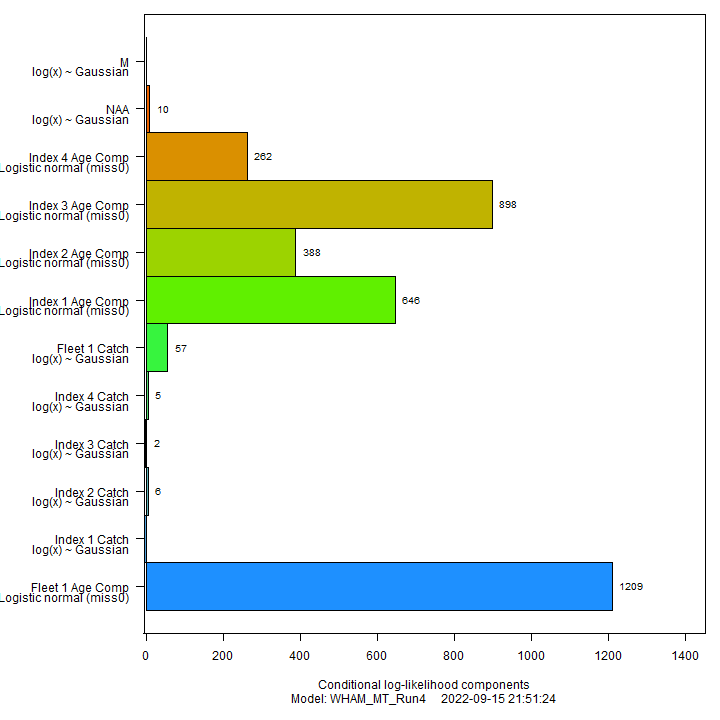 M
log(x) ~ Gaussian
NAA
log(x) ~ Gaussian
10
Index 4 Age Comp
Logistic normal (miss0)
262
Index 3 Age Comp
Logistic normal (miss0)
898
Index 2 Age Comp
Logistic normal (miss0)
388
Index 1 Age Comp
Logistic normal (miss0)
646
Fleet 1 Catch
log(x) ~ Gaussian
57
Index 4 Catch
log(x) ~ Gaussian
5
Index 3 Catch
log(x) ~ Gaussian
2
Index 2 Catch
log(x) ~ Gaussian
6
Index 1 Catch
log(x) ~ Gaussian
Fleet 1 Age Comp
Logistic normal (miss0)
1209
0 200 400 600 800 1000 1200 1400
Conditional log-likelihood components
Model: WHAM_MT_Run4 2022-09-15 21:51:24